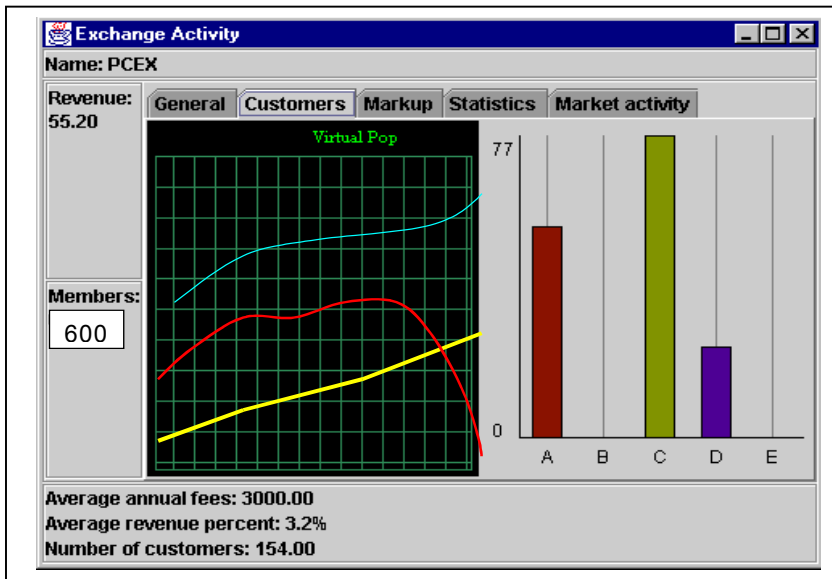 Exchange Activity
Name: PCEX
Revenue:
55.20
General Customers Markup Statistics Market activity
Virtual Pop
77
0
A B C D E
Members:
600
Average annual fees: 3000.00
Average revenue percent: 3.2%
Number of customers: 154.00